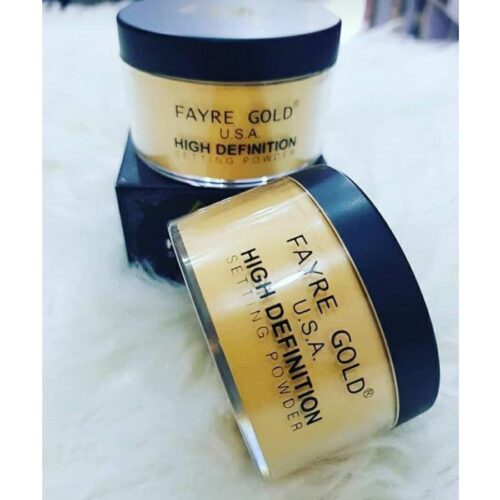 FAYRE GOLD®
U.S.A.
HIGH DEFINITION
SETTING POWDER
FAYRE GOLD®
U.S.A.
HIGH DEFINITION
SETTING POWDER